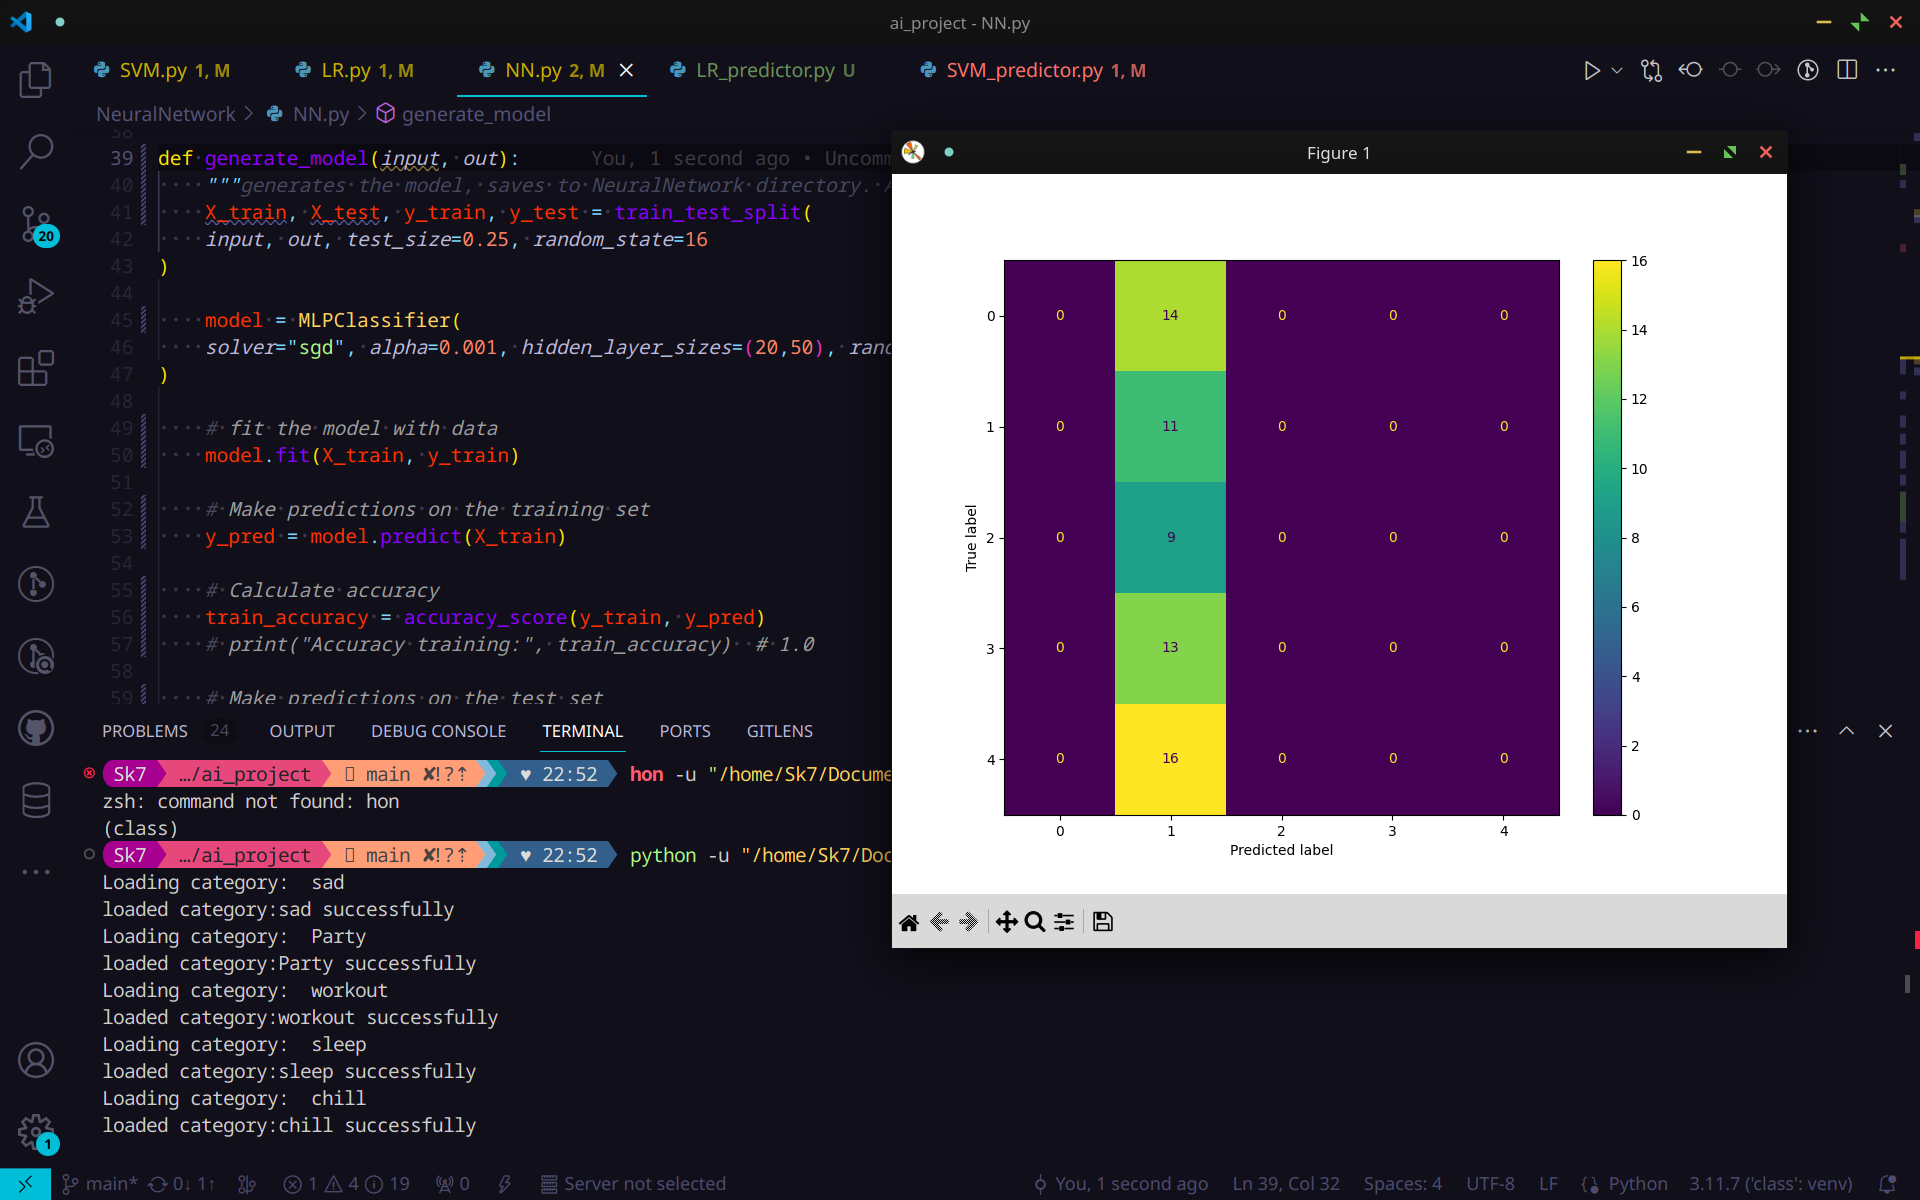 ai_project - NN.py
SVM.py 1, M
LR.py 1, M
NN.py 2, M
LR_predictor.py U
SVM_predictor.py 1, M
NeuralNetwork > NN.py > generate_model
38
39 def generate_model(input, out): You, 1 second ago • Uncomm
40 """generates the model, saves to NeuralNetwork directory.
41 X_train, X_test, y_train, y_test = train_test_split(
42 input, out, test_size=0.25, random_state=16
43 )
44
45 model = MLPClassifier(
46 solver="sgd", alpha=0.001, hidden_layer_sizes=(20,50), ran
47 )
48
49 # fit the model with data
50 model.fit(X_train, y_train)
51
52 # Make predictions on the training set
53 y_pred = model.predict(X_train)
54
55 # Calculate accuracy
56 train_accuracy = accuracy_score(y_train, y_pred)
57 # print("Accuracy training:", train_accuracy) # 1.0
58
59 # Make predictions on the test set
PROBLEMS 24 OUTPUT DEBUG CONSOLE TERMINAL PORTS GITLENS
Sk7 …/ai_project main ✘!?⇡ ♥ 22:52 hon -u "/home/Sk7/Docume
zsh: command not found: hon
(class)
Sk7 …/ai_project main ✘!?⇡ ♥ 22:52 python -u "/home/Sk7/Doc
Loading category: sad
loaded category:sad successfully
Loading category: Party
loaded category:Party successfully
Loading category: workout
loaded category:workout successfully
Loading category: sleep
loaded category:sleep successfully
Loading category: chill
loaded category:chill successfully
Figure 1
True label
0 0 14 0 0 0
1 0 11 0 0 0
2 0 9 0 0 0
3 0 13 0 0 0
4 0 16 0 0 0
0 1 2 3 4
Predicted label
16
14
12
10
8
6
4
2
0
20
1
main* 0↓ 1↑ 1 4 19 0 Server not selected
You, 1 second ago Ln 39, Col 32 Spaces: 4 UTF-8 LF Python 3.11.7 ('class': venv)